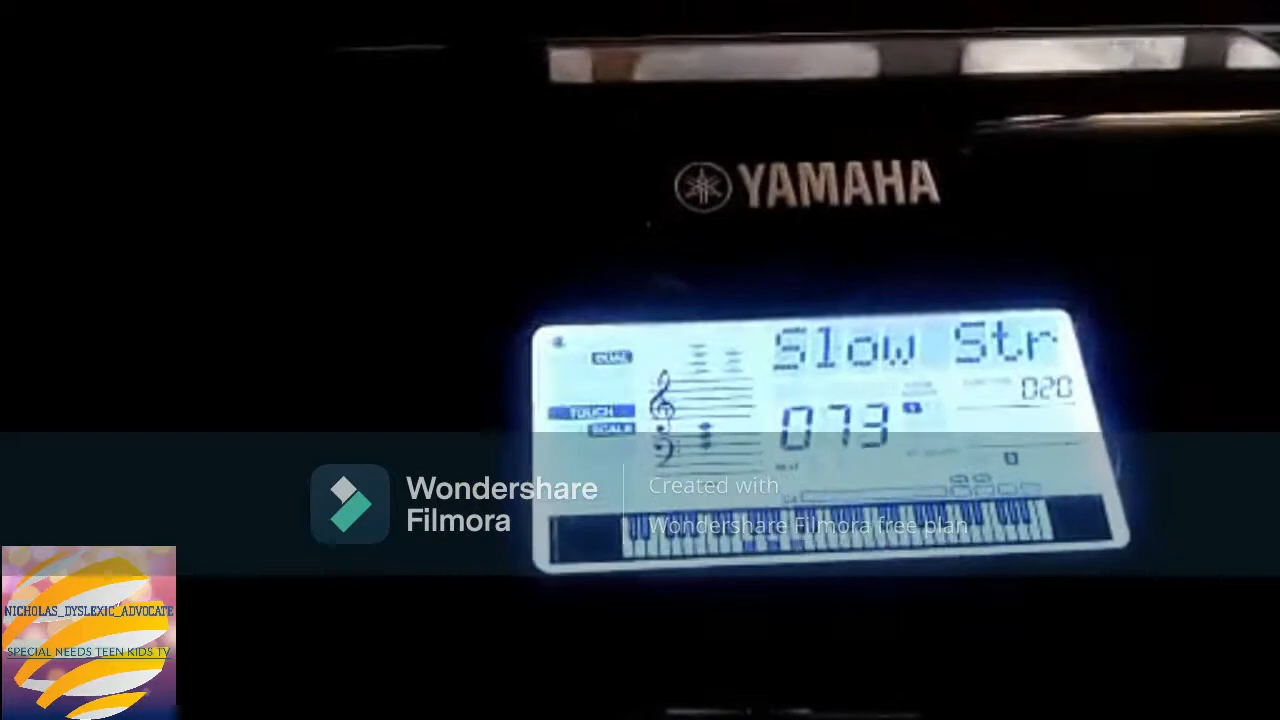 YAMAHA
Slow Str
DUAL
020
TOUCH
073
SCALE
Wondershare
Filmora
Created with
Wondershare Filmora free plan
NICHOLAS_DYSLEXIC_ADVOCATE
SPECIAL NEEDS TEEN KIDS TV